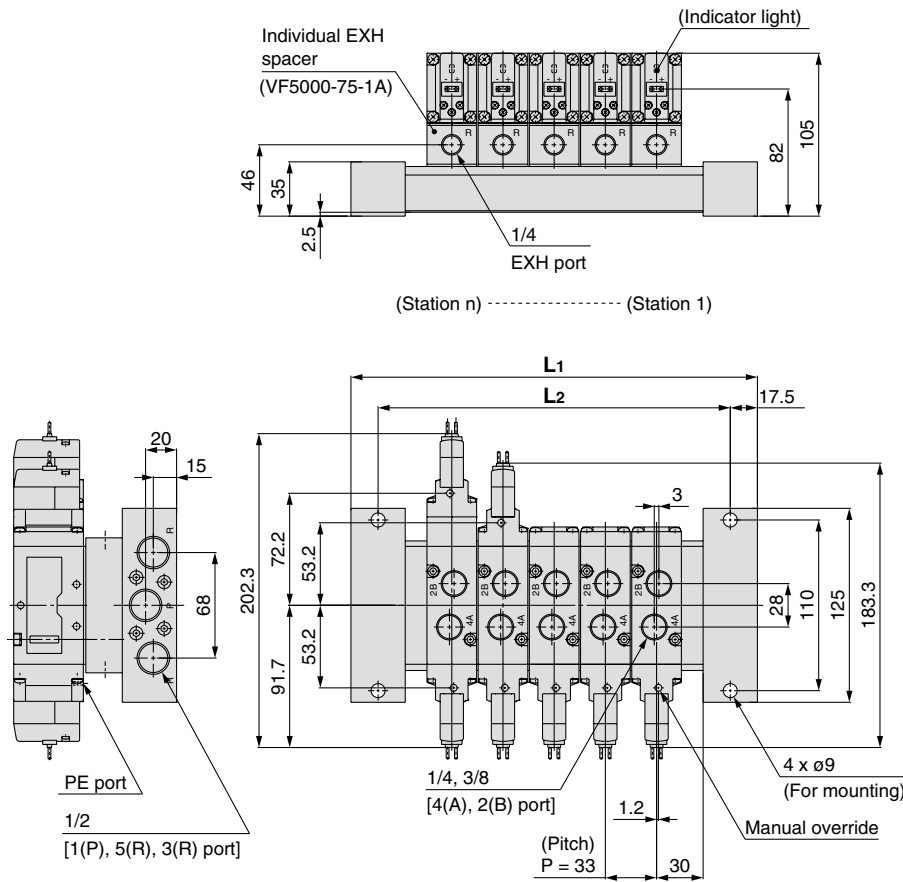 (Indicator light)
Individual EXH
spacer
(VF5000-75-1A)
- +
- +
- +
- +
- +
R
R
R
R
R
46
35
2.5
82
105
1/4
EXH port
(Station n) ---------------------- (Station 1)
L1
L2
17.5
20
15
3
R
P
R
68
202.3
72.2
53.2
91.7
53.2
2B
2B
2B
2B
2B
4A
4A
4A
4A
4A
28
110
125
183.3
PE port
1/2
[1(P), 5(R), 3(R) port]
1/4, 3/8
[4(A), 2(B) port]
(Pitch)
P = 33
1.2
30
4 x ø9
(For mounting)
Manual override